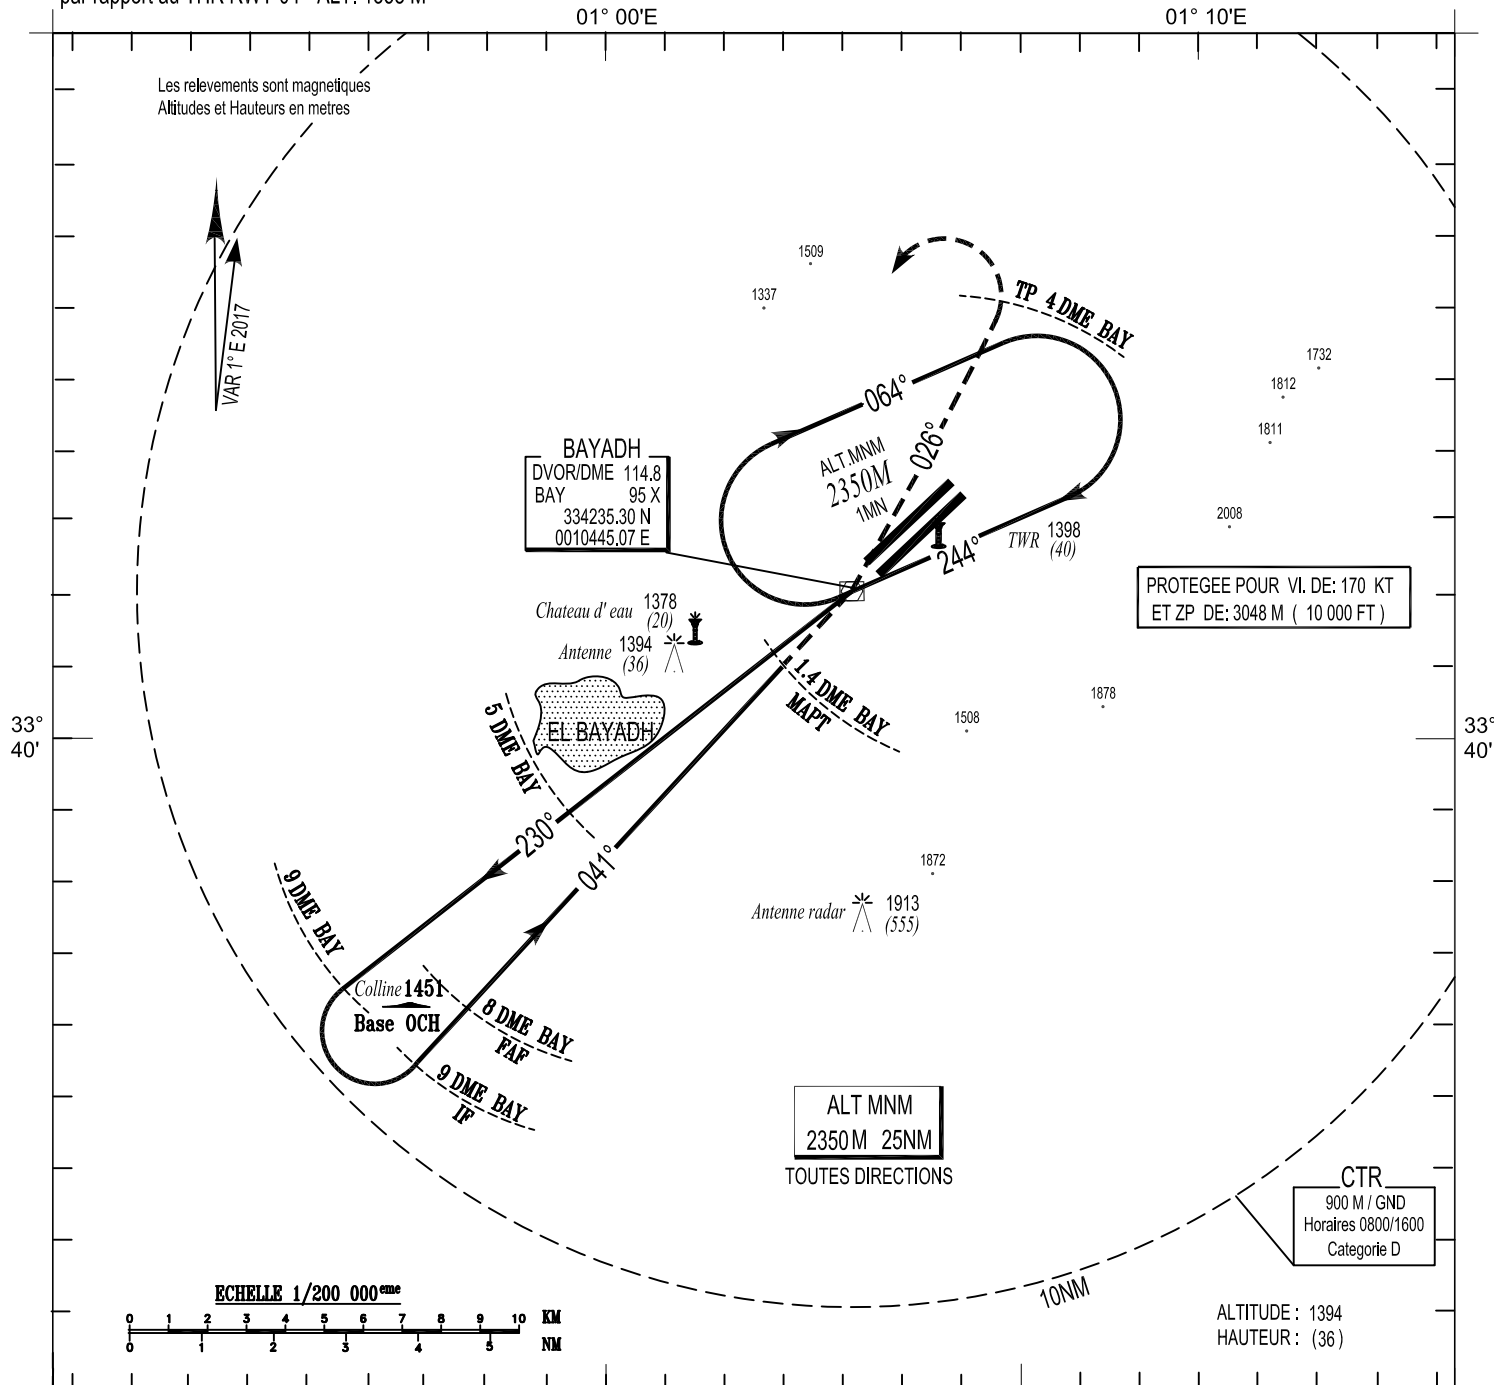 01° 00'E
01° 10'E
Les relevements sont magnetiques
Altitudes et Hauteurs en metres
VAR 1° E 2017
1509
1337
TP 4 DME BAY
1732
1812
1811
064°
026°
ALT.MNM
2350M
1MN
BAYADH
DVOR/DME 114.8
BAY 95 X
334235.30 N
0010445.07 E
2008
244°
TWR 1398
(40)
PROTEGEE POUR VI. DE: 170 KT
ET ZP DE: 3048 M ( 10 000 FT )
Chateau d' eau 1378
(20)
Antenne 1394
(36)
1.4 DME BAY
MAPT
5 DME BAY
EL BAYADH
1878
1508
33°
40'
33°
40'
230°
041°
1872
9 DME BAY
Antenne radar 1913
(555)
Colline 1451
Base OCH
8 DME BAY
FAF
9 DME BAY
IF
ALT MNM
2350 M 25NM
TOUTES DIRECTIONS
CTR
900 M / GND
Horaires 0800/1600
Categorie D
10NM
ECHELLE 1/200 000eme
0 1 2 3 4 5 6 7 8 9 10 KM
0 1 2 3 4 5 NM
ALTITUDE : 1394
HAUTEUR : (36)